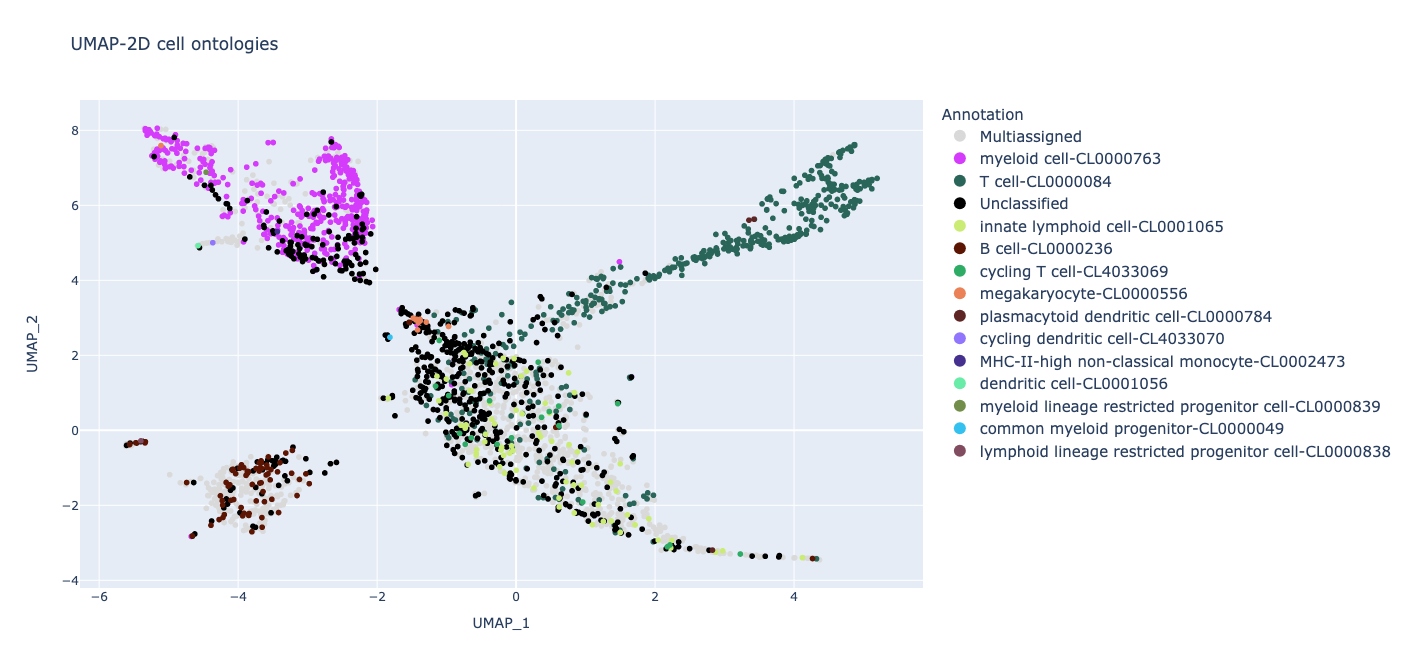 UMAP-2D cell ontologies
Annotation
Multiassigned
myeloid cell-CL0000763
T cell-CL0000084
Unclassified
innate lymphoid cell-CL0001065
B cell-CL0000236
cycling T cell-CL4033069
megakaryocyte-CL0000556
plasmacytoid dendritic cell-CL0000784
cycling dendritic cell-CL4033070
MHC-II-high non-classical monocyte-CL0002473
dendritic cell-CL0001056
myeloid lineage restricted progenitor cell-CL0000839
common myeloid progenitor-CL0000049
lymphoid lineage restricted progenitor cell-CL0000838
8
6
4
2
0
−2
−4
UMAP_2
−6
−4
−2
0
2
4
UMAP_1